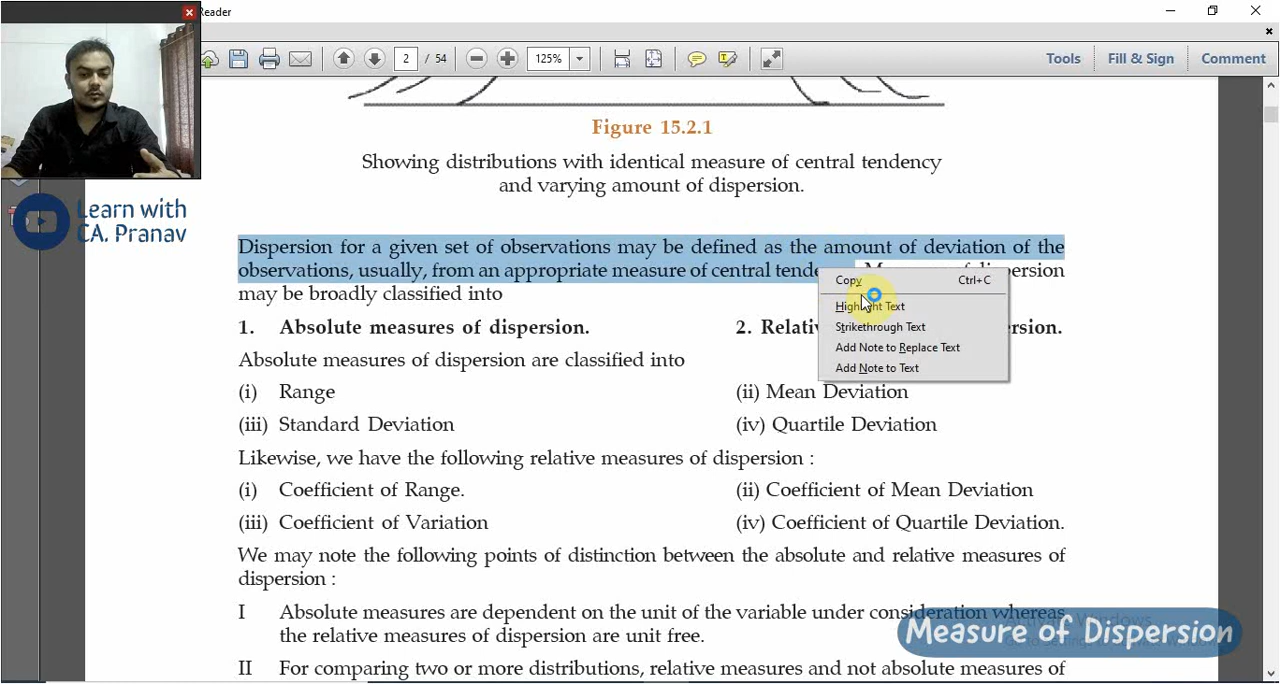 Reader
2 / 54
125%
Tools
Fill & Sign
Comment
Figure 15.2.1
Showing distributions with identical measure of central tendency
and varying amount of dispersion.
Learn with
CA. Pranav
Dispersion for a given set of observations may be defined as the amount of deviation of the
observations, usually, from an appropriate measure of central tende
dispersion
may be broadly classified into
Copy Ctrl+C
Highlight Text
Strikethrough Text
Add Note to Replace Text
Add Note to Text
1. Absolute measures of dispersion. 2. Relati
Absolute measures of dispersion are classified into
(i) Range (ii) Mean Deviation
(iii) Standard Deviation (iv) Quartile Deviation
Likewise, we have the following relative measures of dispersion :
(i) Coefficient of Range. (ii) Coefficient of Mean Deviation
(iii) Coefficient of Variation (iv) Coefficient of Quartile Deviation.
We may note the following points of distinction between the absolute and relative measures of
dispersion :
I Absolute measures are dependent on the unit of the variable under consideration whereas
the relative measures of dispersion are unit free.
Measure of Dispersion
II For comparing two or more distributions, relative measures and not absolute measures of